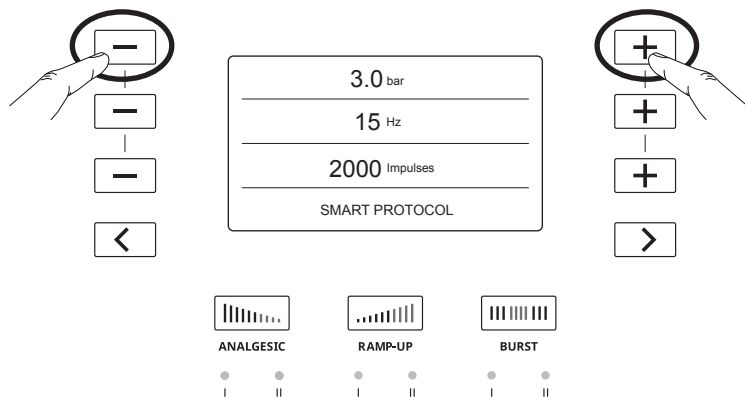 3.0 bar
15 Hz
2000 Impulses
SMART PROTOCOL
ANALGESIC RAMP-UP BURST
I II I II I II